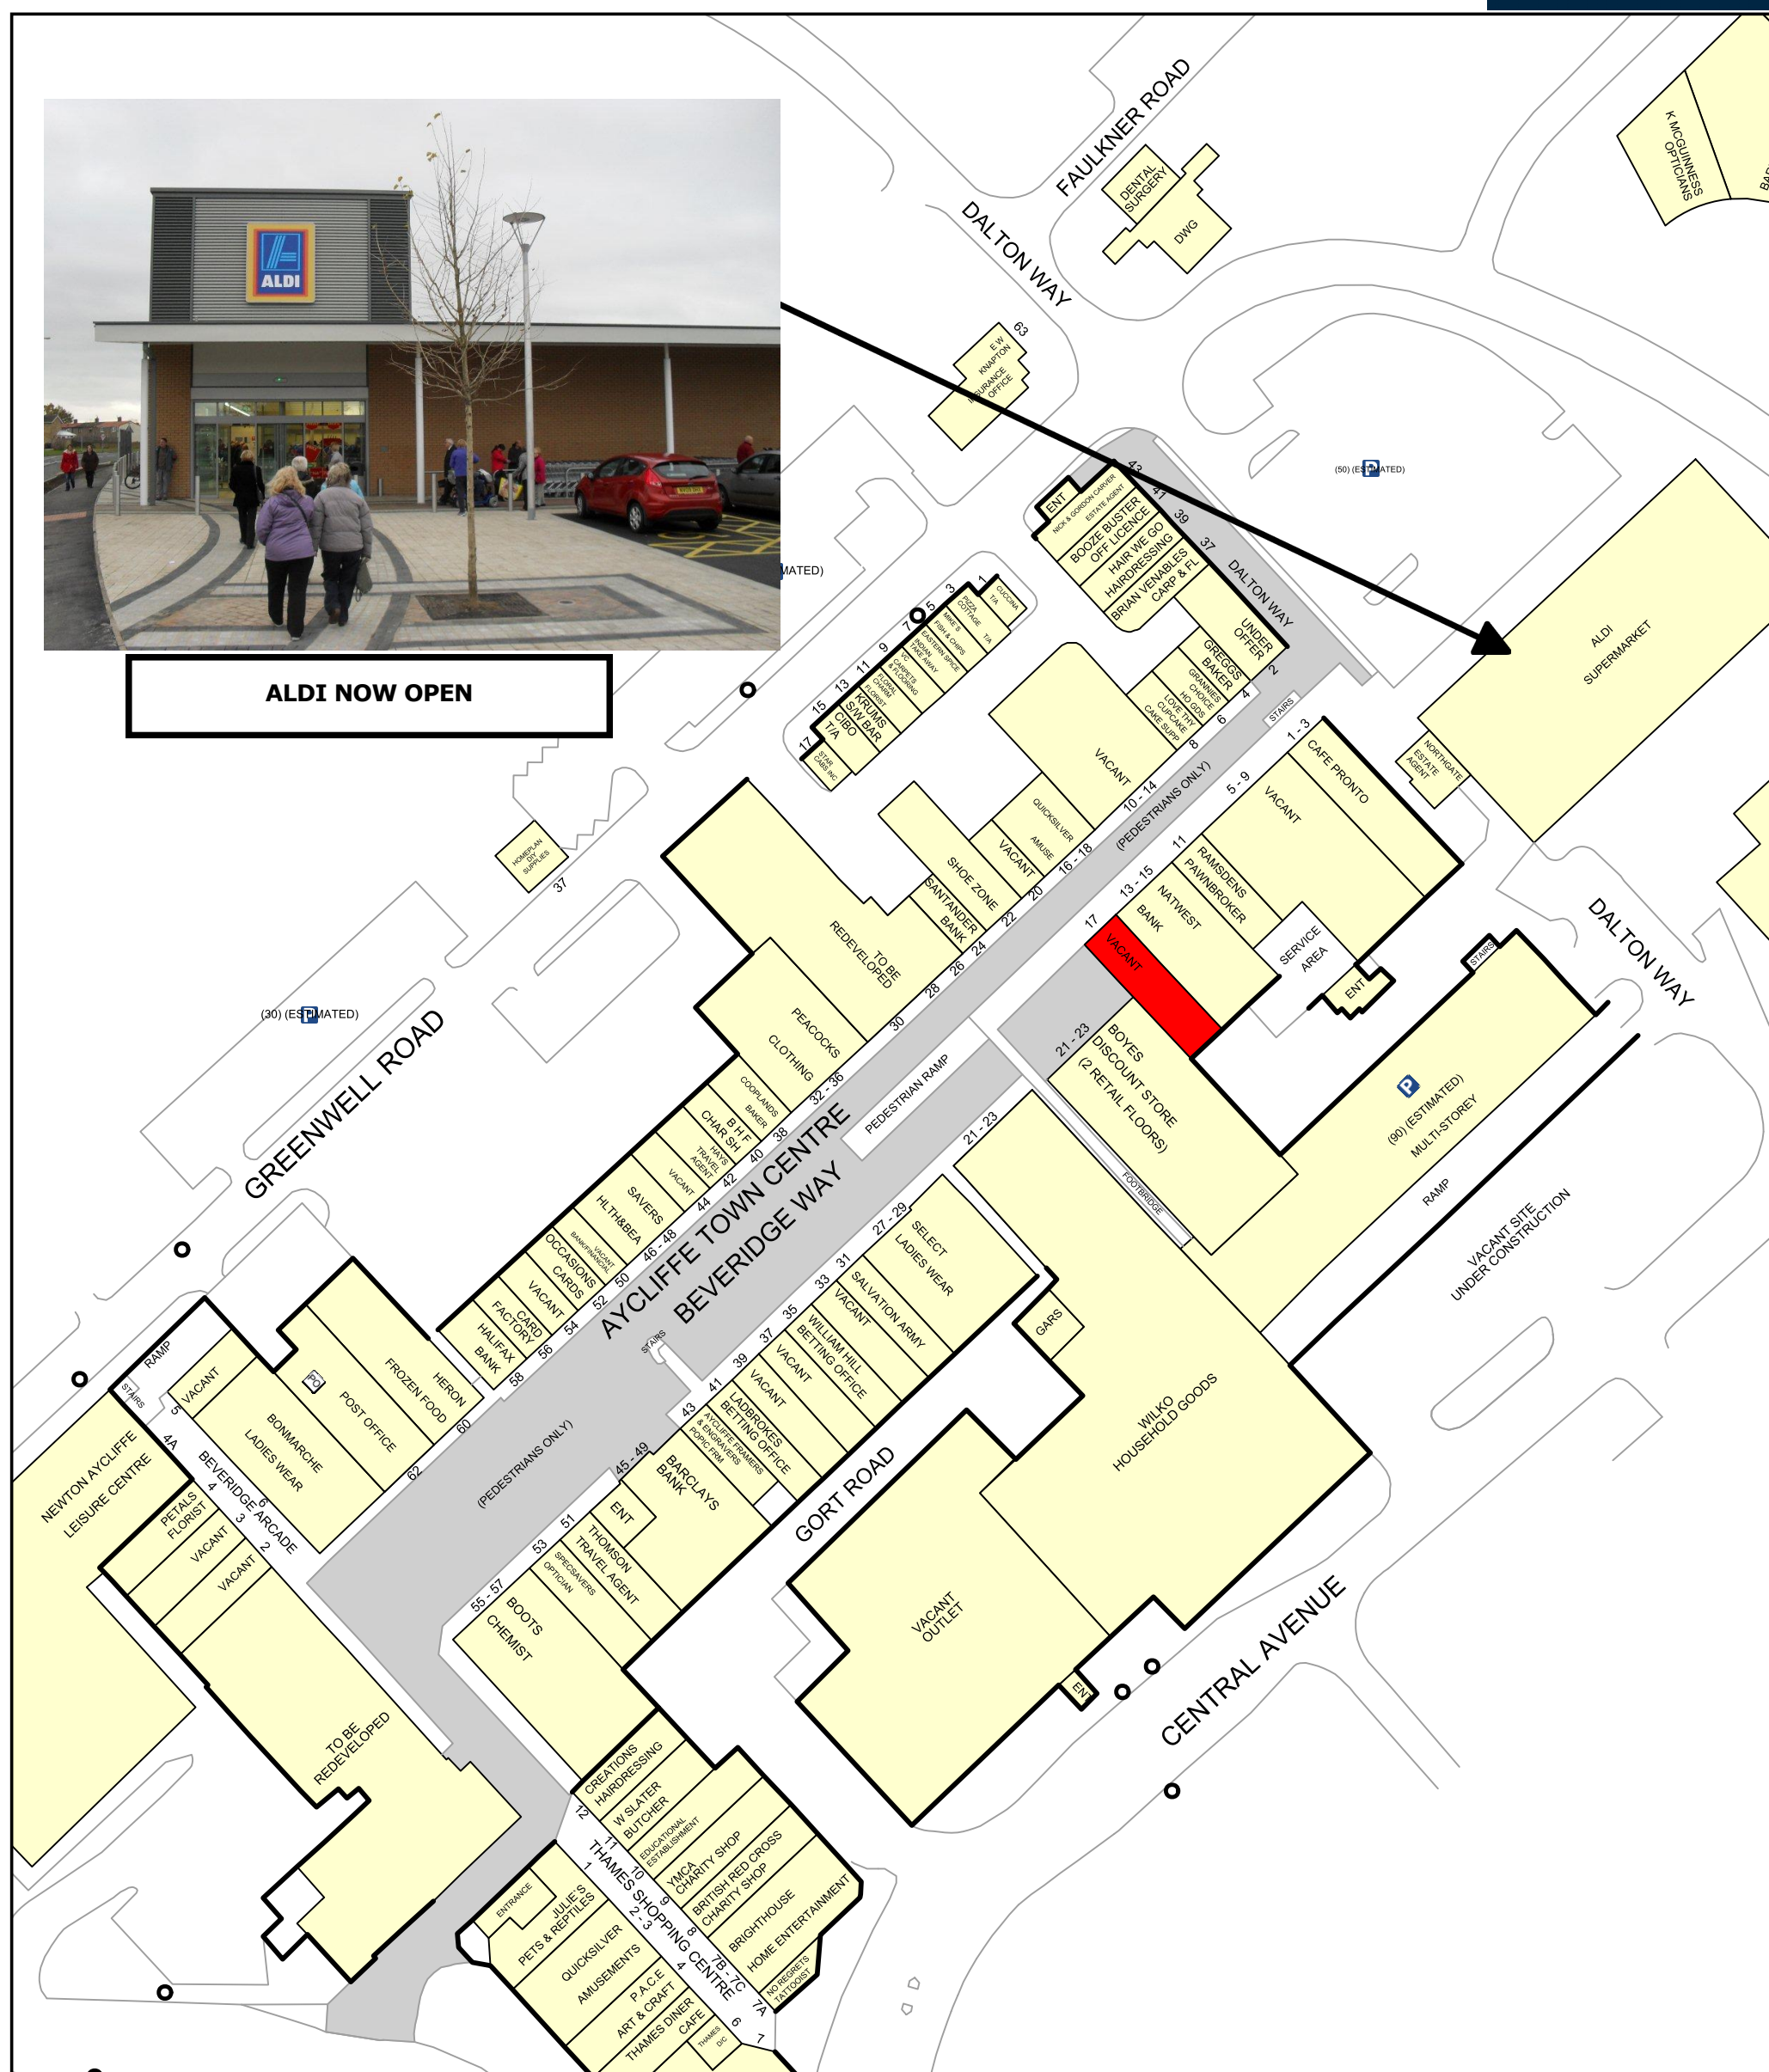 ALDI
ALDI NOW OPEN
FAULKNER ROAD
DALTON WAY
DENTAL
SURGERY
DWG
K MCGUINNESS
OPTICIANS
63
E W
KNAPTON
INSURANCE
OFFICE
(50) (ESTIMATED)
P
MATED)
ENT
NICK & GORDON CARVER
ESTATE AGENT
43
BOOZE BUSTER
OFF LICENCE
41
HAIR WE GO
HAIRDRESSING
39
BRIAN VENABLES
CARP & FL
37
DALTON WAY
UNDER
OFFER
2
GREGGS
BAKER
4
GRANNIES
CHOICE
HO GDS
6
LOVE THY
CUPCAKE
CAKE SUPP
8
STAIRS
ALDI
SUPERMARKET
NORTHGATE
ESTATE
AGENT
1
CUCCINA
T/A
3
PIZZA
COTTAGE
T/A
5
MIKE'S
FISH & CHIPS
7
EASTERN SPICE
INDIAN
TAKE AWAY
9
VC
CARPETS
& FLOORING
11
FLORAL
CHARM
FLORIST
13
KRUMS
S/W BAR
15
CIBO
T/A
17
STAR
CABS INC
HOMEPLAN
DIY
SUPPLIES
37
VACANT
10 - 14
(PEDESTRIANS ONLY)
QUICKSILVER
AMUSE
16 - 18
VACANT
20
SHOE ZONE
22
SANTANDER
BANK
24
26
TO BE
REDEVELOPED
28
30
PEACOCKS
CLOTHING
32 - 36
COOPLANDS
BAKER
38
B H F
CHAR SH
40
HAYS
TRAVEL
AGENT
42
VACANT
44
SAVERS
HLTH&BEA
46 - 48
VACANT
BANK/FINANCIAL
50
OCCASIONS
CARDS
52
VACANT
54
CARD
FACTORY
56
HALIFAX
BANK
58
1 - 3
CAFE PRONTO
5 - 9
VACANT
11
RAMSDENS
PAWNBROKER
13 - 15
NATWEST
BANK
17
VACANT
SERVICE
AREA
ENT
STAIRS
DALTON WAY
21 - 23
BOYES
DISCOUNT STORE
(2 RETAIL FLOORS)
P
(90) (ESTIMATED)
MULTI-STOREY
RAMP
VACANT SITE
UNDER CONSTRUCTION
FOOTBRIDGE
PEDESTRIAN RAMP
(30) (ESTIMATED)
P
GREENWELL ROAD
AYCLIFFE TOWN CENTRE
BEVERIDGE WAY
STAIRS
21 - 23
27 - 29
SELECT
LADIES WEAR
31
SALVATION ARMY
33
VACANT
35
WILLIAM HILL
BETTING OFFICE
37
VACANT
39
VACANT
41
LADBROKES
BETTING OFFICE
43
AYCLIFFE FRAMERS
& ENGRAVERS
POPIC FRM
45 - 49
BARCLAYS
BANK
ENT
51
THOMSON
TRAVEL AGENT
53
SPECSAVERS
OPTICIAN
55 - 57
BOOTS
CHEMIST
GARS
WILKO
HOUSEHOLD GOODS
GORT ROAD
VACANT
OUTLET
ENT
CENTRAL AVENUE
(PEDESTRIANS ONLY)
RAMP
STAIRS
VACANT
5
HERON
FROZEN FOOD
60
PO
POST OFFICE
62
BONMARCHE
LADIES WEAR
6
BEVERIDGE ARCADE
NEWTON AYCLIFFE
LEISURE CENTRE
4A
4
PETALS
FLORIST
3
VACANT
2
VACANT
TO BE
REDEVELOPED
CREATIONS
HAIRDRESSING
12
W SLATER
BUTCHER
11
EDUCATIONAL
ESTABLISHMENT
10
YMCA
CHARITY SHOP
9
BRITISH RED CROSS
CHARITY SHOP
8
BRIGHTHOUSE
HOME ENTERTAINMENT
7B - 7C
NO REGRETS
TATTOOIST
7A
THAMES SHOPPING CENTRE
ENTRANCE
1
JULIE'S
PETS & REPTILES
2 - 3
QUICKSILVER
AMUSEMENTS
4
P.A.C.E
ART & CRAFT
THAMES DINER
CAFE
6
THAMES
D/C
7